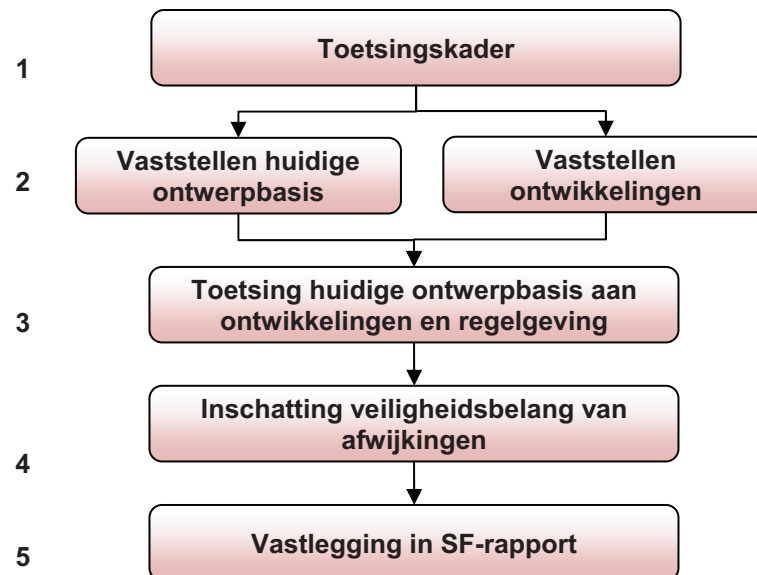 1
Toetsingskader
2
Vaststellen huidige
ontwerpbasis
Vaststellen
ontwikkelingen
3
Toetsing huidige ontwerpbasis aan
ontwikkelingen en regelgeving
4
Inschatting veiligheidsbelang van
afwijkingen
5
Vastlegging in SF-rapport